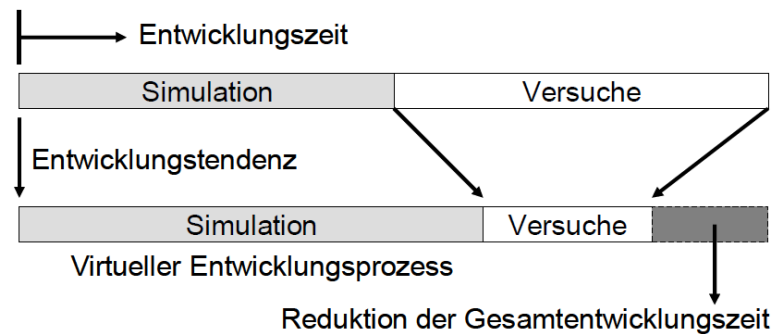 Entwicklungszeit
Simulation Versuche
Entwicklungstendenz
Simulation Versuche
Virtueller Entwicklungsprozess
Reduktion der Gesamtentwicklungszeit